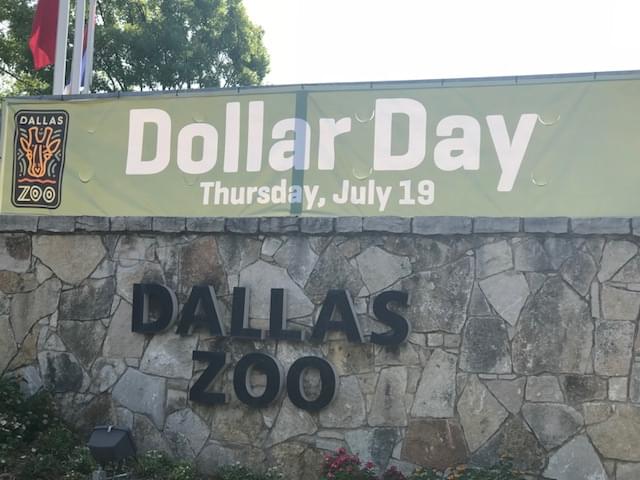 DALLAS
ZOO
Dollar Day
Thursday, July 19
DALLAS
ZOO